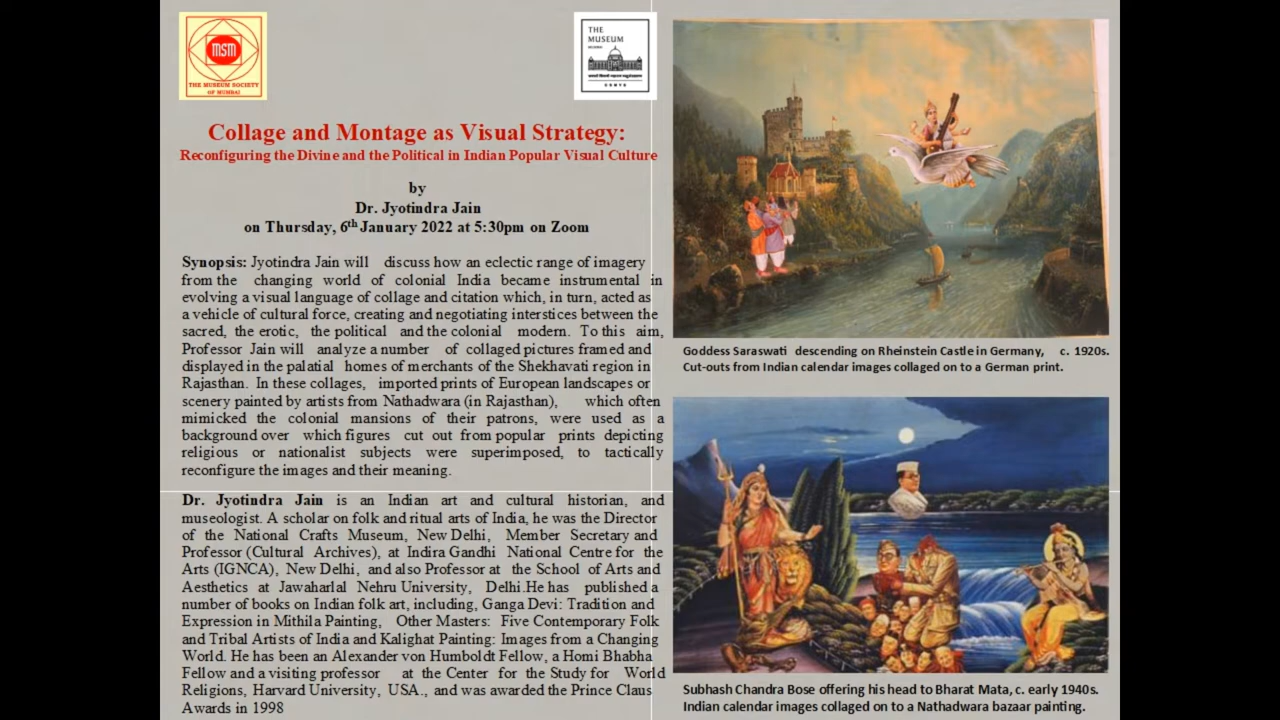 msm
THE MUSEUM SOCIETY
OF MUMBAI
THE
MUSEUM
MUMBAI
CSMVS
Collage and Montage as Visual Strategy:
Reconfiguring the Divine and the Political in Indian Popular Visual Culture
by
Dr. Jyotindra Jain
on Thursday, 6th January 2022 at 5:30pm on Zoom
Synopsis: Jyotindra Jain will discuss how an eclectic range of imagery
from the changing world of colonial India became instrumental in
evolving a visual language of collage and citation which, in turn, acted as
a vehicle of cultural force, creating and negotiating interstices between the
sacred, the erotic, the political and the colonial modern. To this aim,
Professor Jain will analyze a number of collaged pictures framed and
displayed in the palatial homes of merchants of the Shekhavati region in
Rajasthan. In these collages, imported prints of European landscapes or
scenery painted by artists from Nathadwara (in Rajasthan), which often
mimicked the colonial mansions of their patrons, were used as a
background over which figures cut out from popular prints depicting
religious or nationalist subjects were superimposed, to tactically
reconfigure the images and their meaning.
Dr. Jyotindra Jain is an Indian art and cultural historian, and
museologist. A scholar on folk and ritual arts of India, he was the Director
of the National Crafts Museum, New Delhi, Member Secretary and
Professor (Cultural Archives), at Indira Gandhi National Centre for the
Arts (IGNCA), New Delhi, and also Professor at the School of Arts and
Aesthetics at Jawaharlal Nehru University, Delhi.He has published a
number of books on Indian folk art, including, Ganga Devi: Tradition and
Expression in Mithila Painting, Other Masters: Five Contemporary Folk
and Tribal Artists of India and Kalighat Painting: Images from a Changing
World. He has been an Alexander von Humboldt Fellow, a Homi Bhabha
Fellow and a visiting professor at the Center for the Study for World
Religions, Harvard University, USA., and was awarded the Prince Claus
Awards in 1998
Goddess Saraswati descending on Rheinstein Castle in Germany, c. 1920s.
Cut-outs from Indian calendar images collaged on to a German print.
Subhash Chandra Bose offering his head to Bharat Mata, c. early 1940s.
Indian calendar images collaged on to a Nathadwara bazaar painting.